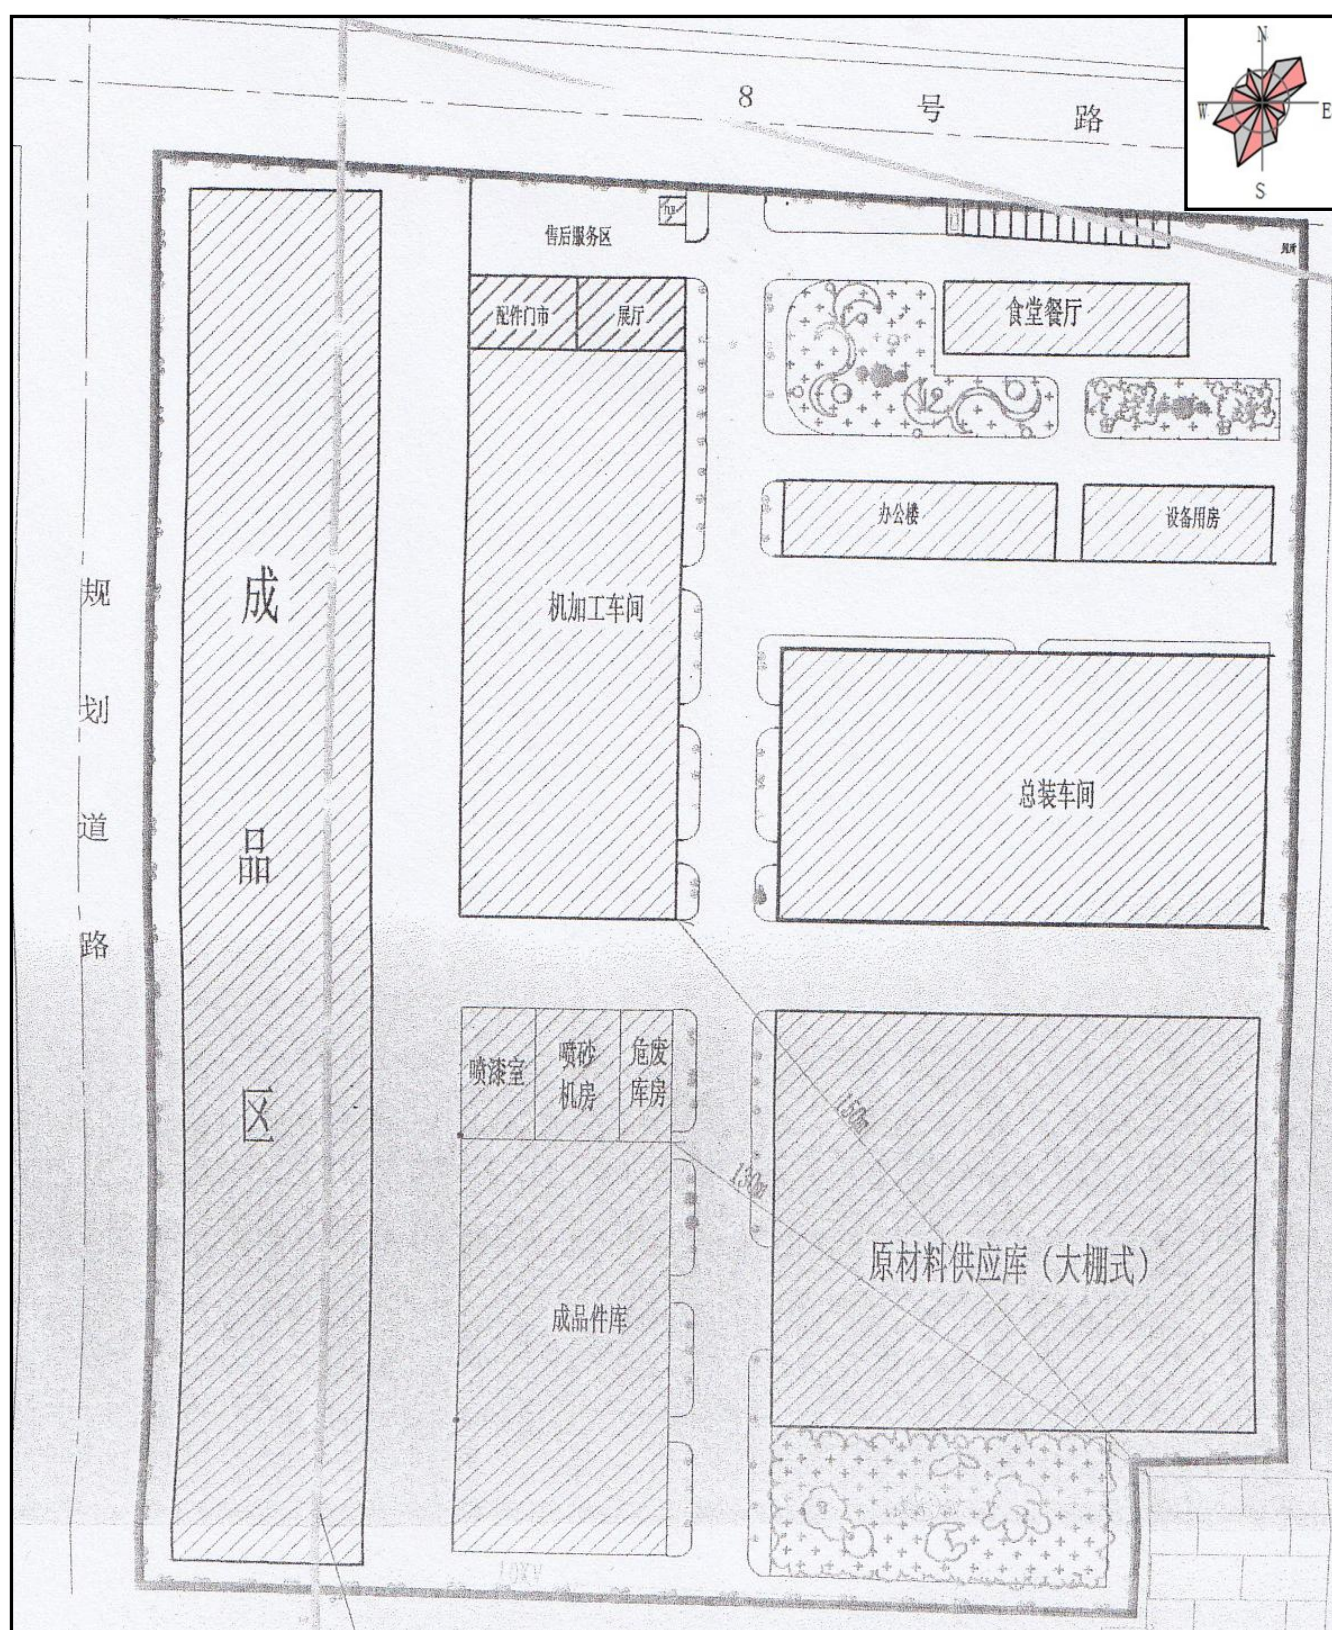 N
W
E
S
8 号 路
售后服务区
配件门市
展厅
食堂餐厅
办公楼
设备用房
机加工车间
总装车间
规划道路
成品区
喷漆室
喷砂
机房
危废
库房
150m
130m
原材料供应库（大棚式）
成品件库